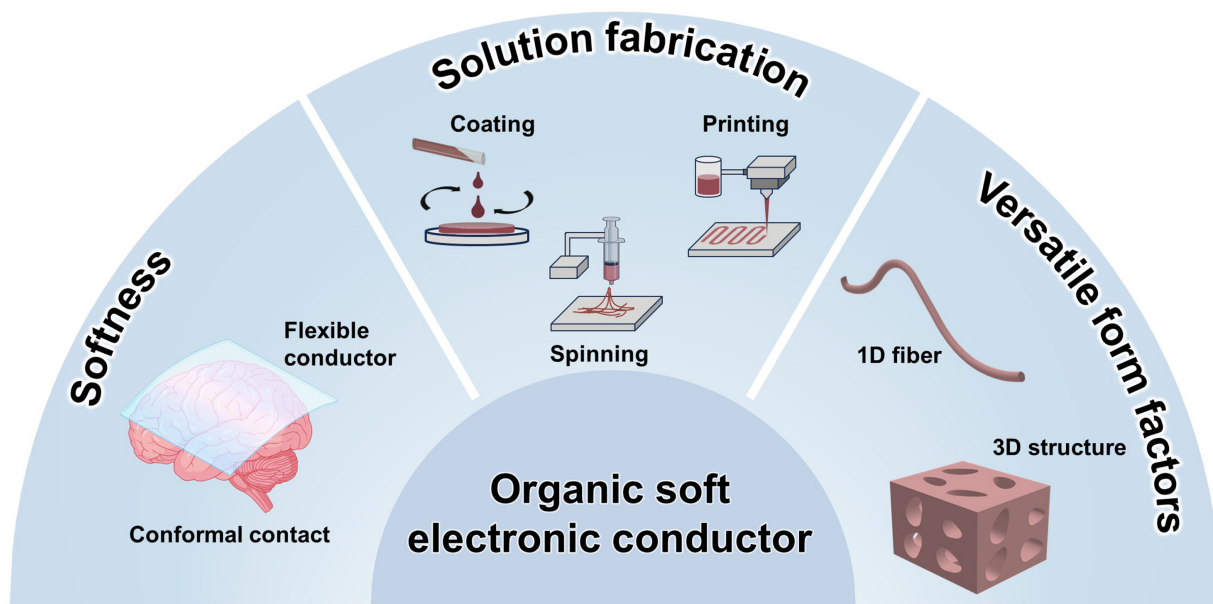 Softness
Flexible
conductor
Conformal contact
Solution fabrication
Coating
Printing
Spinning
Versatile form factors
1D fiber
3D structure
Organic soft
electronic conductor